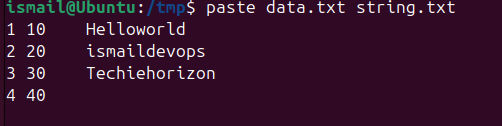 ismail@Ubuntu:/tmp$ paste data.txt string.txt
1 10    Helloworld
2 20    ismaildevops
3 30    Techiehorizon
4 40